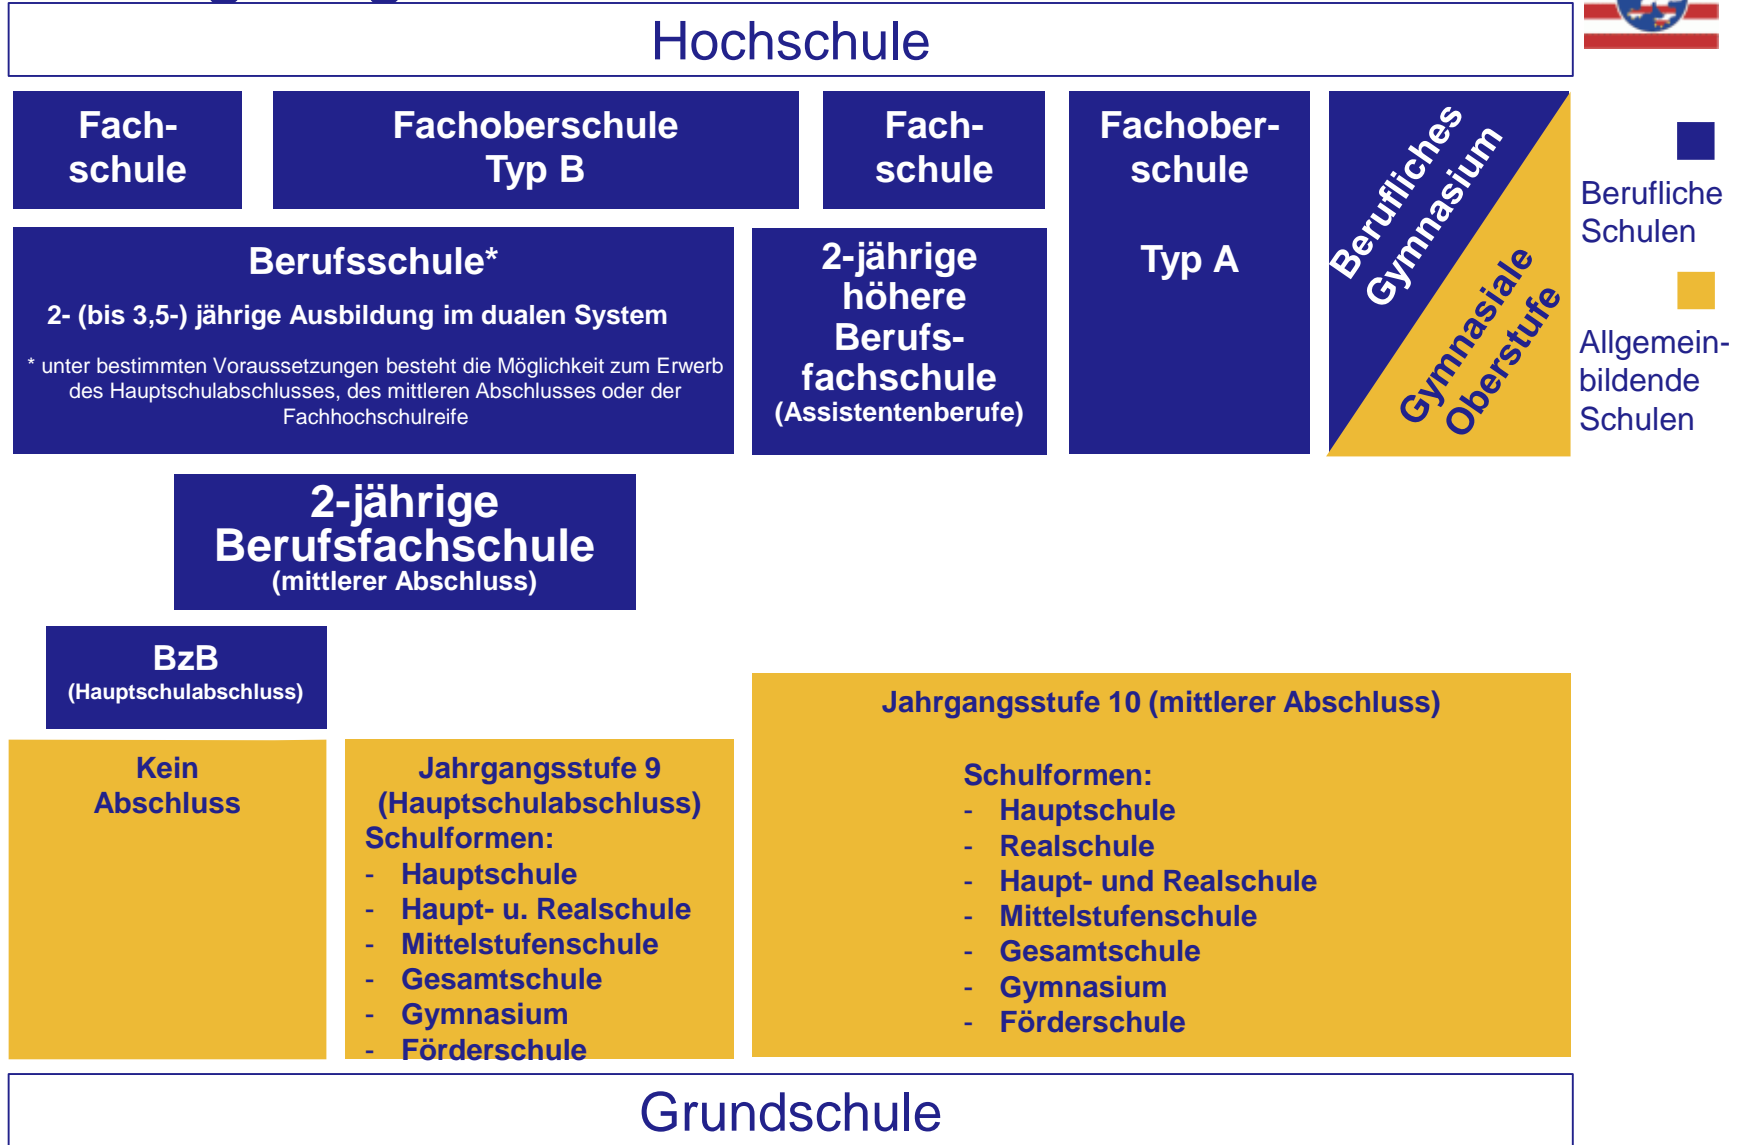 Hochschule
Fach-
schule
Fachoberschule
Typ B
Fach-
schule
Fachober-
schule
Typ A
Berufliches
Gymnasium
Gymnasiale
Oberstufe
Berufliche
Schulen
Allgemein-
bildende
Schulen
Berufsschule*
2- (bis 3,5-) jährige Ausbildung im dualen System
* unter bestimmten Voraussetzungen besteht die Möglichkeit zum Erwerb
des Hauptschulabschlusses, des mittleren Abschlusses oder der
Fachhochschulreife
2-jährige
höhere
Berufs-
fachschule
(Assistentenberufe)
2-jährige
Berufsfachschule
(mittlerer Abschluss)
BzB
(Hauptschulabschluss)
Kein
Abschluss
Jahrgangsstufe 9
(Hauptschulabschluss)
Schulformen:
- Hauptschule
- Haupt- u. Realschule
- Mittelstufenschule
- Gesamtschule
- Gymnasium
- Förderschule
Jahrgangsstufe 10 (mittlerer Abschluss)
Schulformen:
- Hauptschule
- Realschule
- Haupt- und Realschule
- Mittelstufenschule
- Gesamtschule
- Gymnasium
- Förderschule
Grundschule